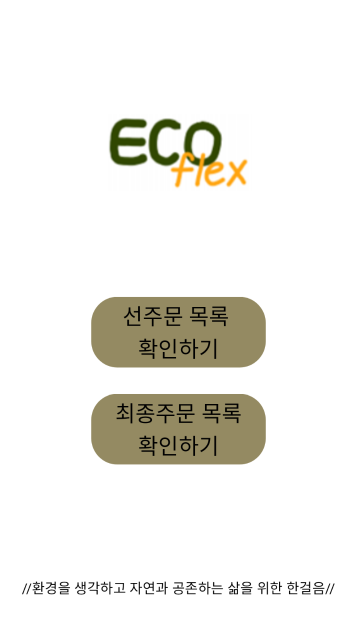 ECO
flex
선주문 목록
확인하기
최종주문 목록
확인하기
//환경을 생각하고 자연과 공존하는 삶을 위한 한걸음//